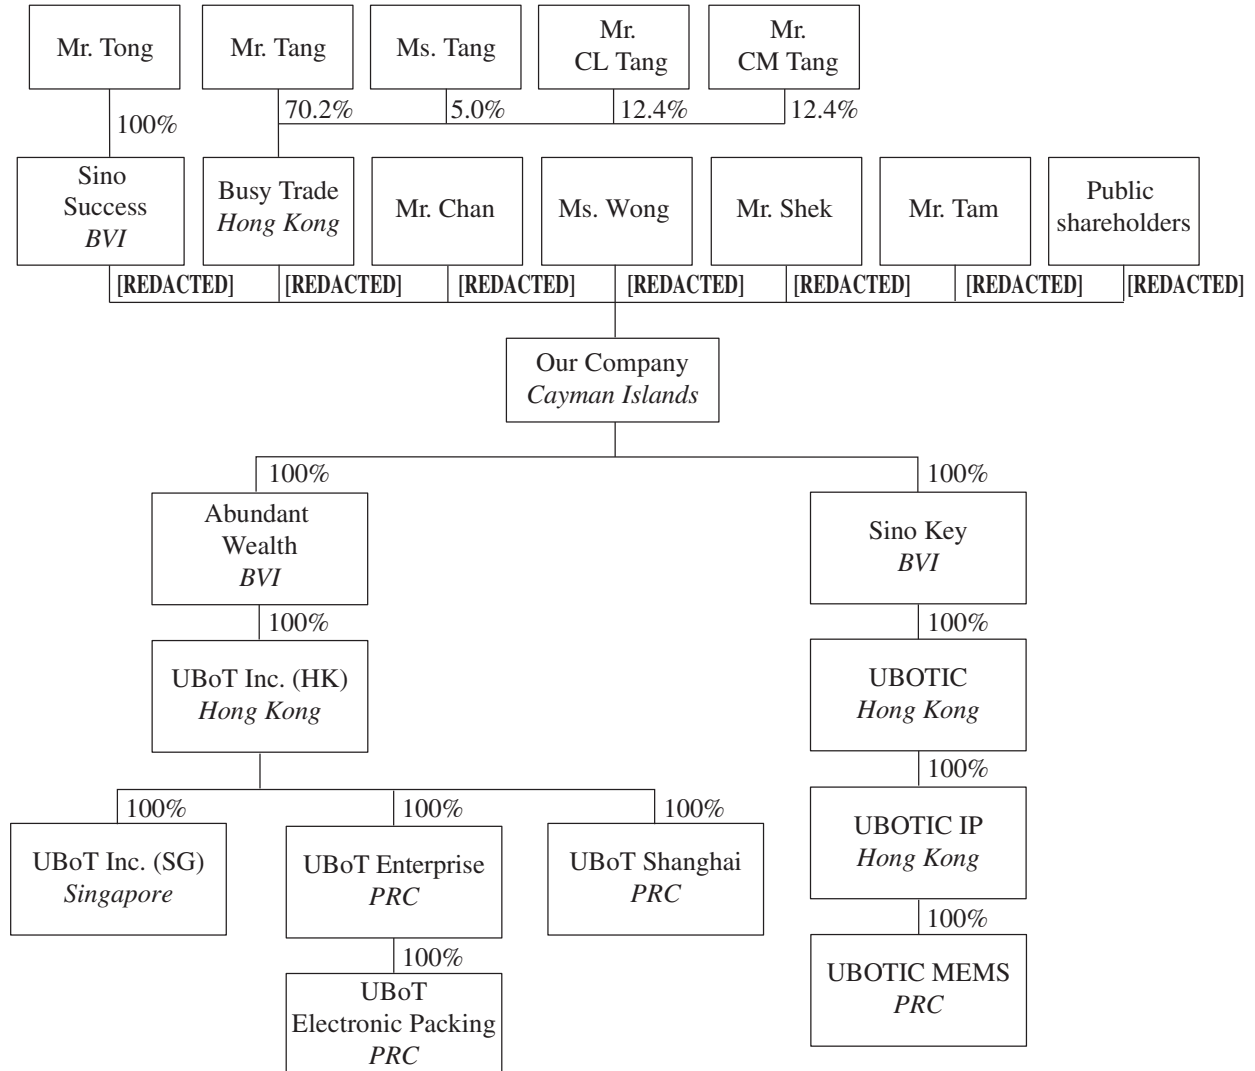 Mr. Tong
Mr. Tang
Ms. Tang
Mr.
CL Tang
Mr.
CM Tang
100%
70.2%
5.0%
12.4%
12.4%
Sino
Success
BVI
Busy Trade
Hong Kong
Mr. Chan
Ms. Wong
Mr. Shek
Mr. Tam
Public
shareholders
[REDACTED]
[REDACTED]
[REDACTED]
[REDACTED]
[REDACTED]
[REDACTED]
[REDACTED]
Our Company
Cayman Islands
100%
100%
Abundant
Wealth
BVI
Sino Key
BVI
100%
100%
UBoT Inc. (HK)
Hong Kong
UBOTIC
Hong Kong
100%
100%
100%
100%
UBoT Inc. (SG)
Singapore
UBoT Enterprise
PRC
UBoT Shanghai
PRC
UBOTIC IP
Hong Kong
100%
100%
UBoT
Electronic Packing
PRC
UBOTIC MEMS
PRC